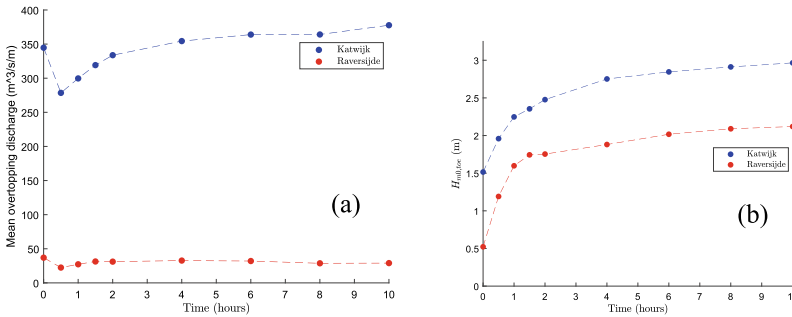 400
350
300
250
200
150
100
50
0
Mean overtopping discharge (m^3/s/m)
0 1 2 3 4 5 6 7 8 9 10
Time (hours)
Katwijk
Raversijde
(a)
3
2.5
2
1.5
1
0.5
0
H_{m0,toe} (m)
0 1 2 3 4 5 6 7 8 9
Time (hours)
Katwijk
Raversijde
(b)